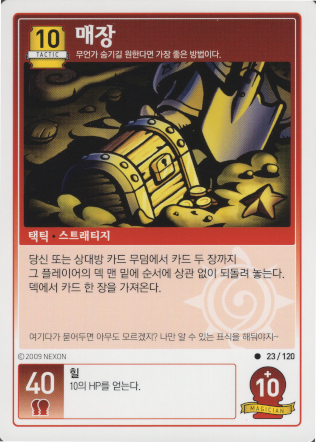 10
TACTIC
매장
무언가 숨기길 원한다면 가장 좋은 방법이다.
택틱 · 스트래티지
당신 또는 상대방 카드 무덤에서 카드 두 장까지
그 플레이어의 덱 맨 밑에 순서에 상관 없이 되돌려 놓는다.
덱에서 카드 한 장을 가져온다.
여기다가 묻어두면 아무도 모르겠지? 나만 알 수 있는 표식을 해둬야지~
©2009 NEXON
● 23 / 120
40
힐
10의 HP를 얻는다.
+
10
MAGICIAN